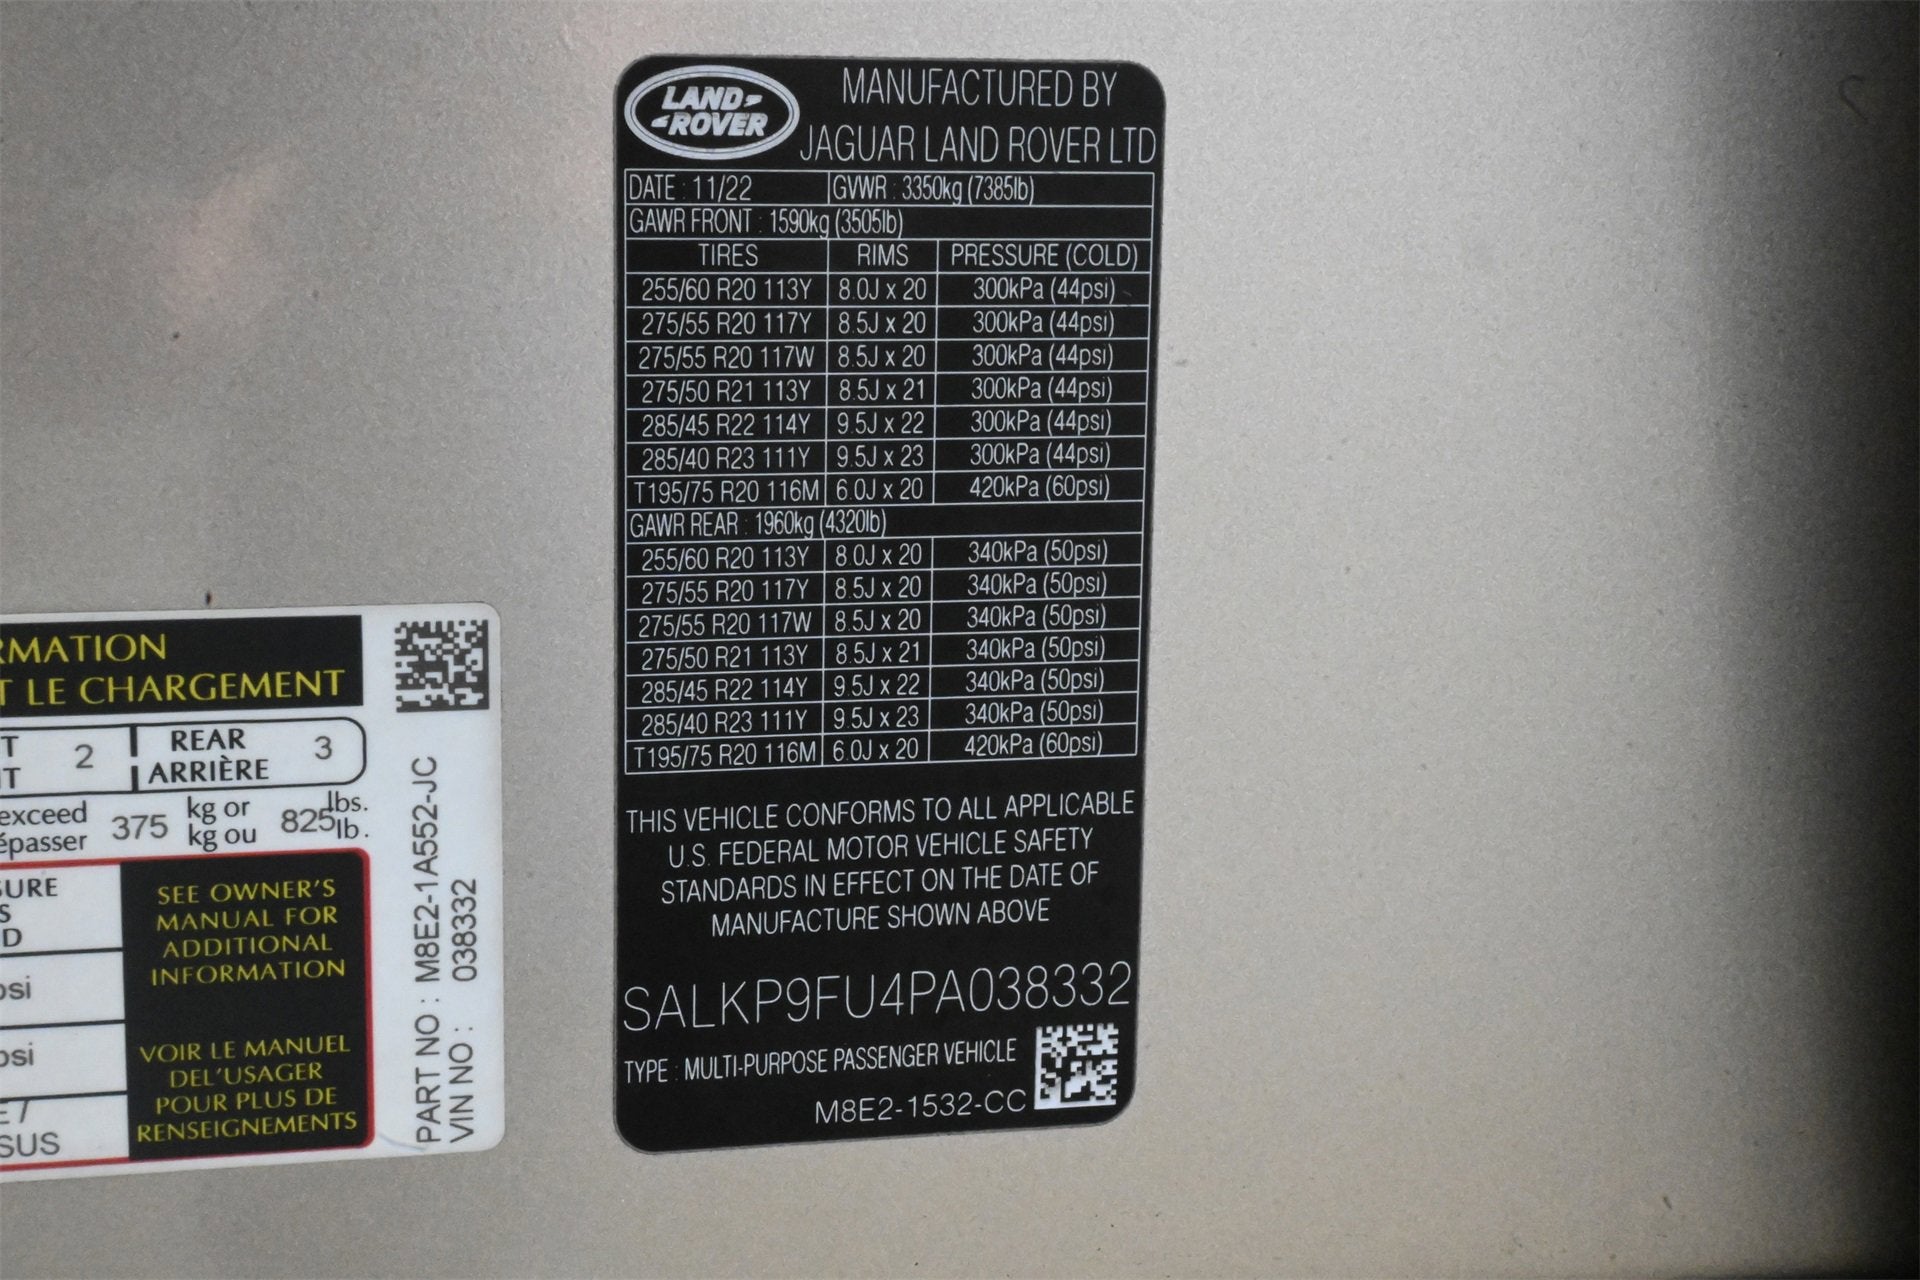 LAND-
-ROVER
MANUFACTURED BY
JAGUAR LAND ROVER LTD
DATE : 11/22 GVWR : 3350kg (7385lb)
GAWR FRONT : 1590kg (3505lb)
TIRES RIMS PRESSURE (COLD)
255/60 R20 113Y 8.0J x 20 300kPa (44psi)
275/55 R20 117Y 8.5J x 20 300kPa (44psi)
275/55 R20 117W 8.5J x 20 300kPa (44psi)
275/50 R21 113Y 8.5J x 21 300kPa (44psi)
285/45 R22 114Y 9.5J x 22 300kPa (44psi)
285/40 R23 111Y 9.5J x 23 300kPa (44psi)
T195/75 R20 116M 6.0J x 20 420kPa (60psi)
GAWR REAR : 1960kg (4320lb)
255/60 R20 113Y 8.0J x 20 340kPa (50psi)
275/55 R20 117Y 8.5J x 20 340kPa (50psi)
275/55 R20 117W 8.5J x 20 340kPa (50psi)
275/50 R21 113Y 8.5J x 21 340kPa (50psi)
285/45 R22 114Y 9.5J x 22 340kPa (50psi)
285/40 R23 111Y 9.5J x 23 340kPa (50psi)
T195/75 R20 116M 6.0J x 20 420kPa (60psi)
THIS VEHICLE CONFORMS TO ALL APPLICABLE
U.S. FEDERAL MOTOR VEHICLE SAFETY
STANDARDS IN EFFECT ON THE DATE OF
MANUFACTURE SHOWN ABOVE
SALKP9FU4PA038332
TYPE : MULTI-PURPOSE PASSENGER VEHICLE
M8E2-1532-CC
RMATION
T LE CHARGEMENT
T 2 REAR 3
IT ARRIÈRE
exceed 375 kg or 825 lbs.
épasser kg ou lb.
SURE
S
D
psi
psi
E /
SUS
SEE OWNER'S
MANUAL FOR
ADDITIONAL
INFORMATION
VOIR LE MANUEL
DEL'USAGER
POUR PLUS DE
RENSEIGNEMENTS
PART NO : M8E2-1A552-JC
VIN NO : 038332